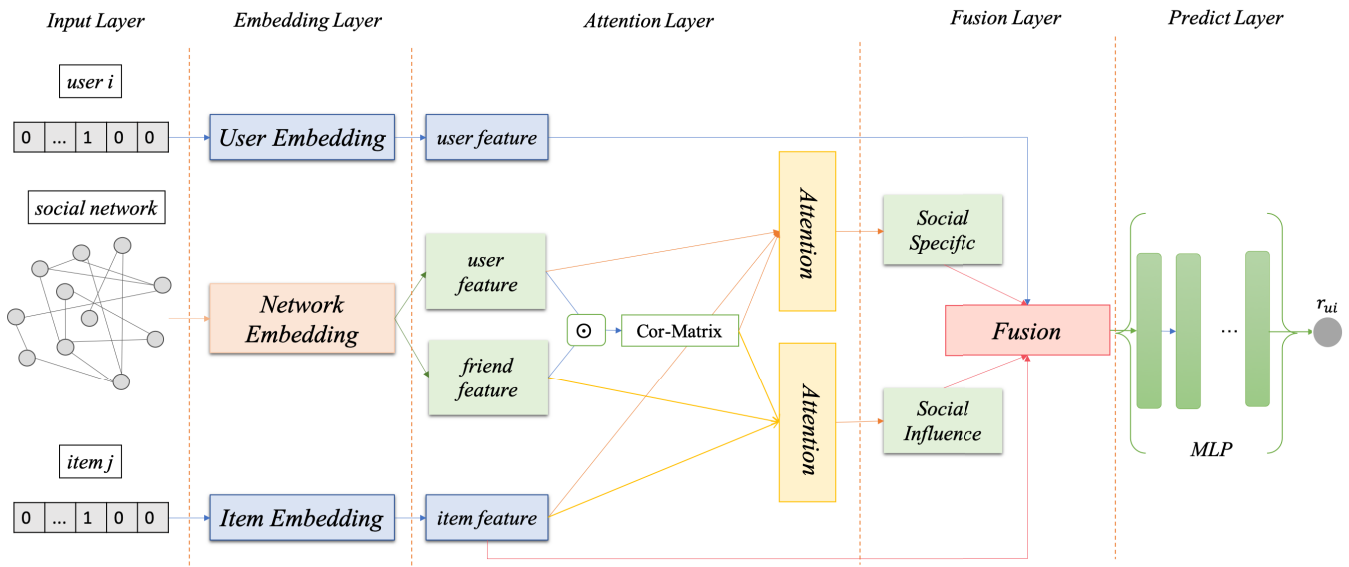 Input Layer
Embedding Layer
Attention Layer
Fusion Layer
Predict Layer
user i
0 ... 1 0 0
User Embedding
user feature
social network
Network
Embedding
user
feature
friend
feature
⊙
Cor-Matrix
Attention
Attention
Social
Specific
Social
Influence
Fusion
...
MLP
r_ui
item j
0 ... 1 0 0
Item Embedding
item feature